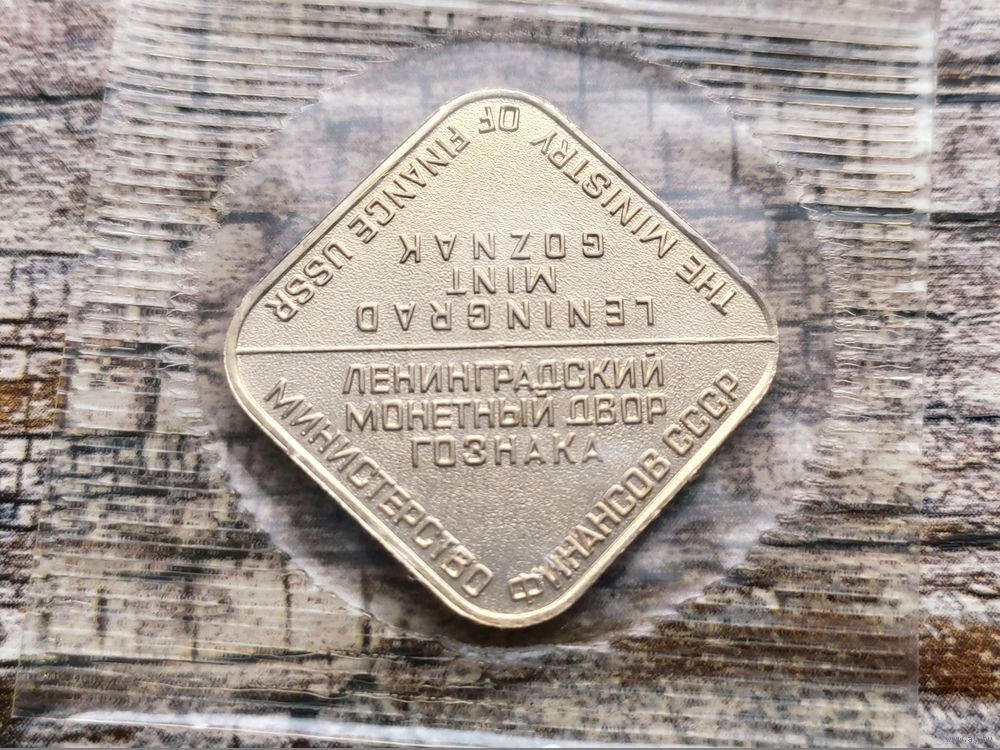 МИНИСТЕРСТВО ФИНАНСОВ СССР
ЛЕНИНГРАДСКИЙ
МОНЕТНЫЙ ДВОР
ГОЗНАКА
THE MINISTRY OF FINANCE USSR
LENINGRAD
MINT
GOZNAK